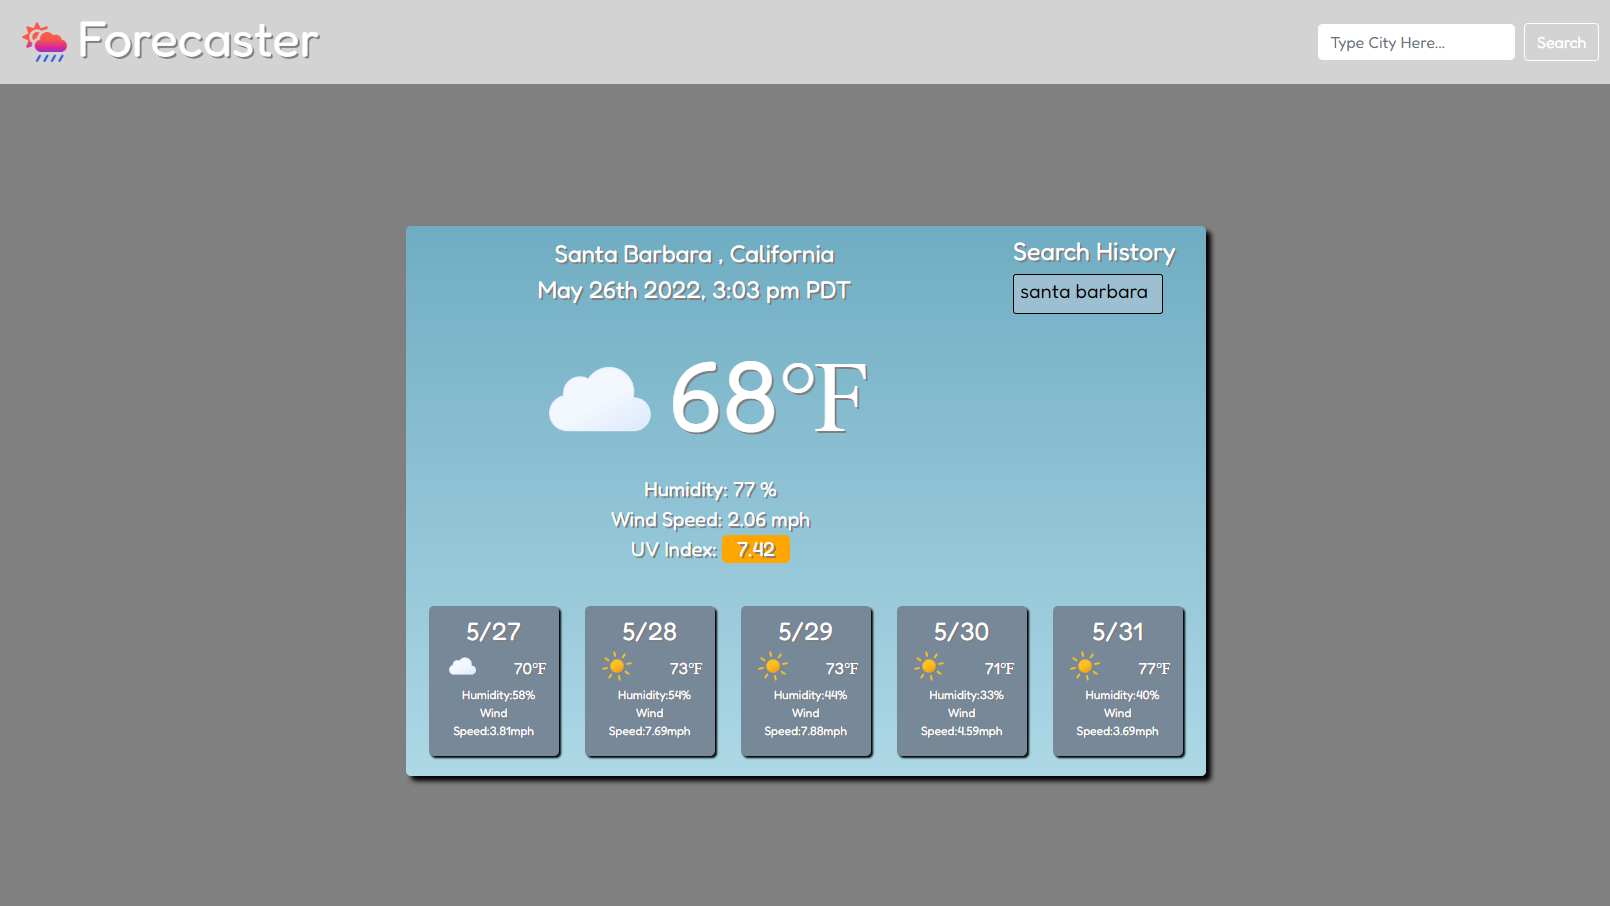 Forecaster
Type City Here...
Search
Santa Barbara , California
May 26th 2022, 3:03 pm PDT
Search History
santa barbara
68°F
Humidity: 77 %
Wind Speed: 2.06 mph
UV Index: 7.42
5/27
70°F
Humidity:58%
Wind
Speed:3.81mph
5/28
73°F
Humidity:54%
Wind
Speed:7.69mph
5/29
73°F
Humidity:44%
Wind
Speed:7.88mph
5/30
71°F
Humidity:33%
Wind
Speed:4.59mph
5/31
77°F
Humidity:40%
Wind
Speed:3.69mph